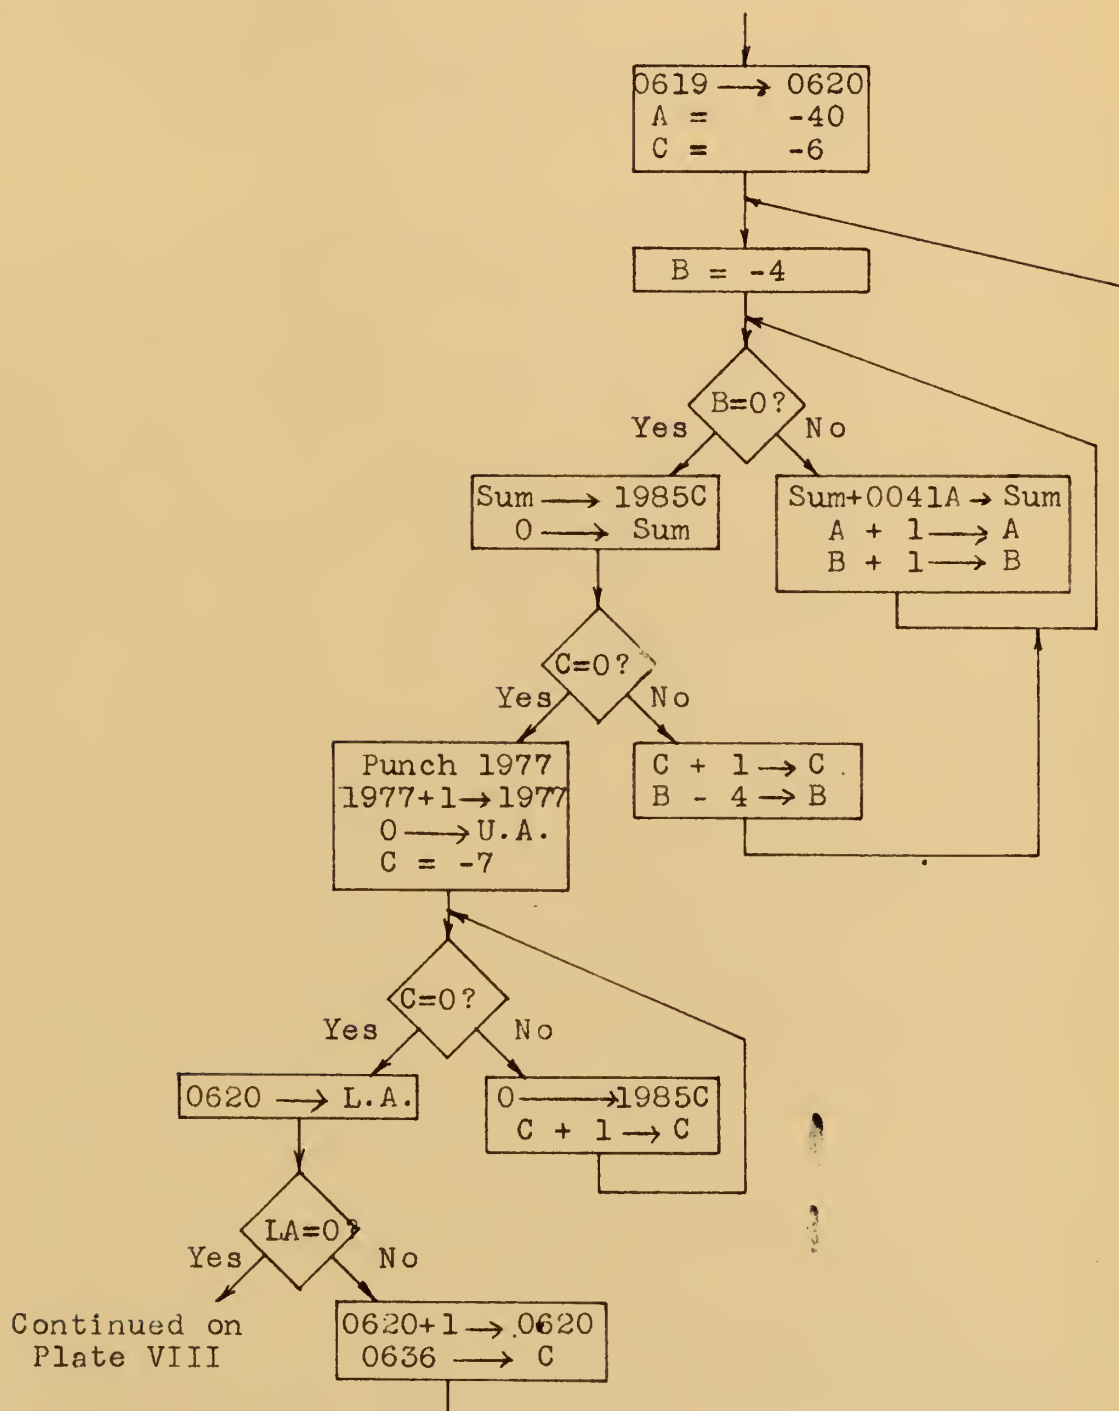 0619 → 0620
A = -40
C = -6
B = -4
B=0?
Yes No
Sum → 1985C
0 → Sum
Sum+0041A → Sum
A + 1 → A
B + 1 → B
C=0?
Yes No
Punch 1977
1977+1 → 1977
0 → U.A.
C = -7
C + 1 → C
B - 4 → B
C=0?
Yes No
0620 → L.A.
0 → 1985C
C + 1 → C
LA=0?
Yes No
Continued on
Plate VIII
0620+1 → 0620
0636 → C